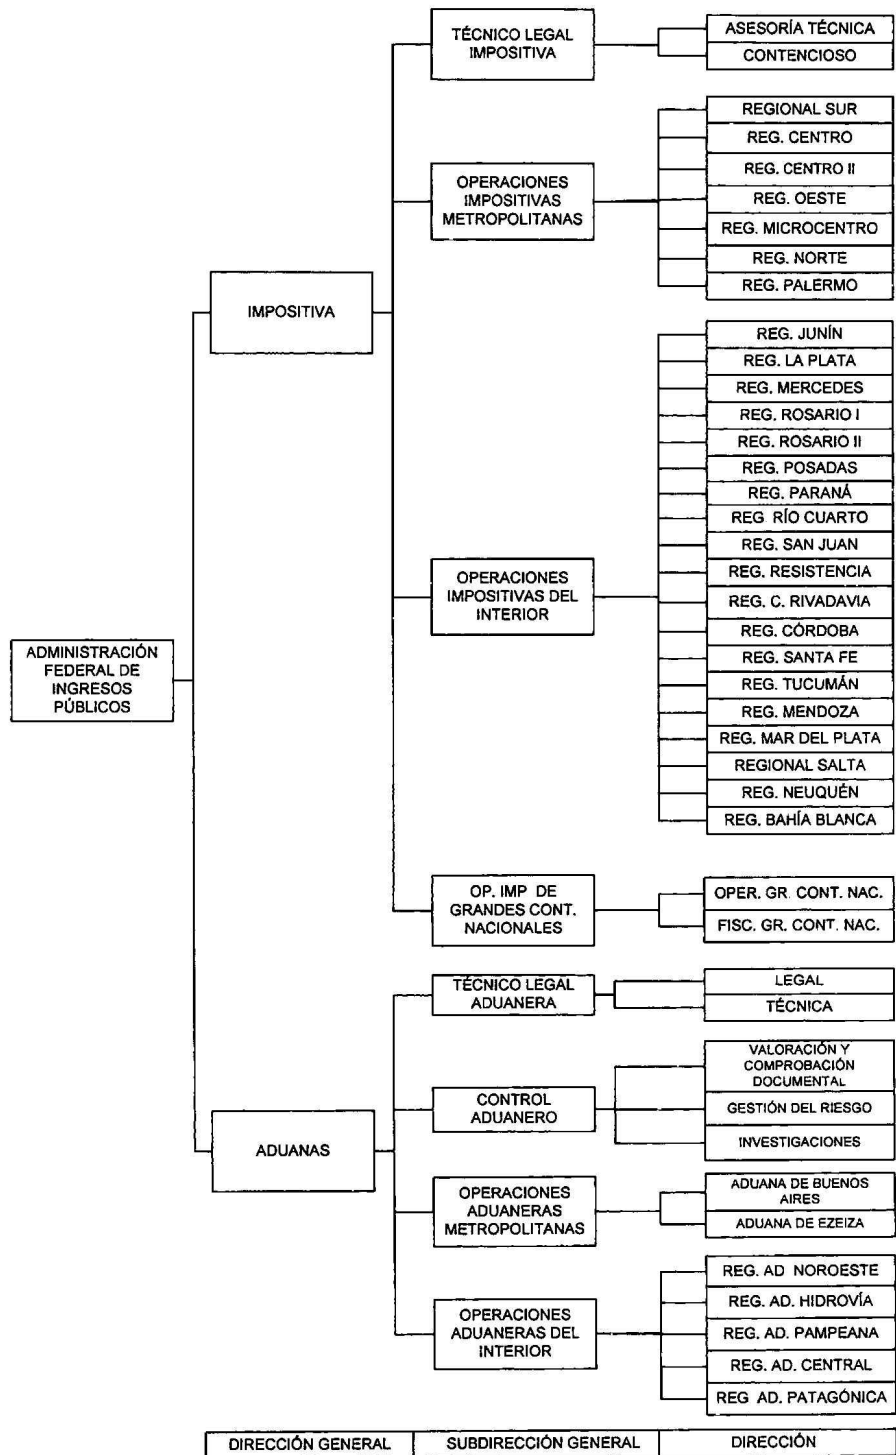 TÉCNICO LEGAL
IMPOSITIVA
ASESORÍA TÉCNICA
CONTENCIOSO
OPERACIONES
IMPOSITIVAS
METROPOLITANAS
REGIONAL SUR
REG. CENTRO
REG. CENTRO II
REG. OESTE
REG. MICROCENTRO
REG. NORTE
REG. PALERMO
IMPOSITIVA
OPERACIONES
IMPOSITIVAS DEL
INTERIOR
REG. JUNÍN
REG. LA PLATA
REG. MERCEDES
REG. ROSARIO I
REG. ROSARIO II
REG. POSADAS
REG. PARANÁ
REG RÍO CUARTO
REG. SAN JUAN
REG. RESISTENCIA
REG. C. RIVADAVIA
REG. CÓRDOBA
REG. SANTA FE
REG. TUCUMÁN
REG. MENDOZA
REG. MAR DEL PLATA
REGIONAL SALTA
REG. NEUQUÉN
REG. BAHÍA BLANCA
ADMINISTRACIÓN
FEDERAL DE
INGRESOS
PÚBLICOS
OP. IMP DE
GRANDES CONT.
NACIONALES
OPER. GR. CONT. NAC.
FISC. GR. CONT. NAC.
TÉCNICO LEGAL
ADUANERA
LEGAL
TÉCNICA
ADUANAS
CONTROL
ADUANERO
VALORACIÓN Y
COMPROBACIÓN
DOCUMENTAL
GESTIÓN DEL RIESGO
INVESTIGACIONES
OPERACIONES
ADUANERAS
METROPOLITANAS
ADUANA DE BUENOS
AIRES
ADUANA DE EZEIZA
OPERACIONES
ADUANERAS DEL
INTERIOR
REG. AD NOROESTE
REG. AD. HIDROVÍA
REG. AD. PAMPEANA
REG. AD. CENTRAL
REG AD. PATAGÓNICA
DIRECCIÓN GENERAL
SUBDIRECCIÓN GENERAL
DIRECCIÓN